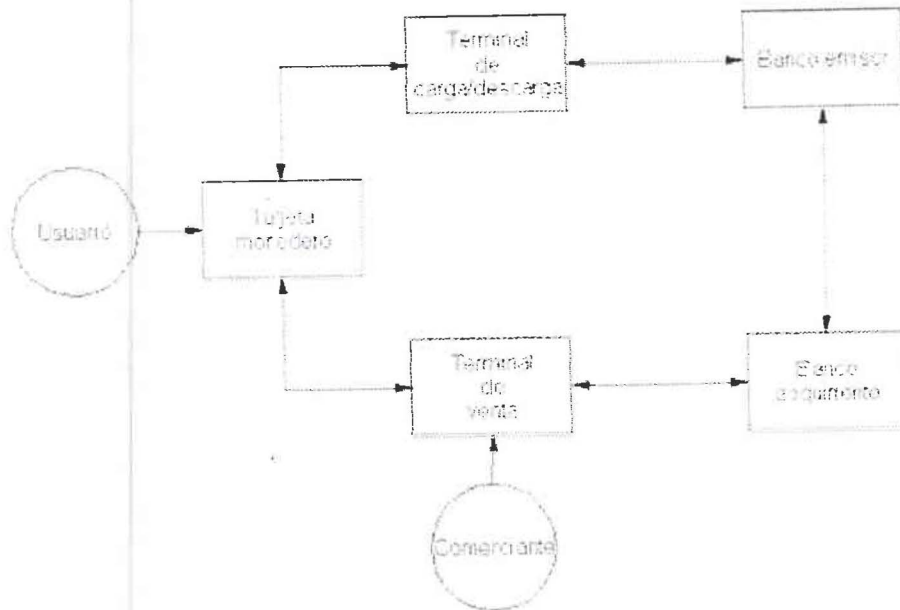 Terminal
de
carga/descarga
Banco emisor
Usuario
Tarjeta
monedero
Terminal
de
venta
Banco
adquirente
Comerciante